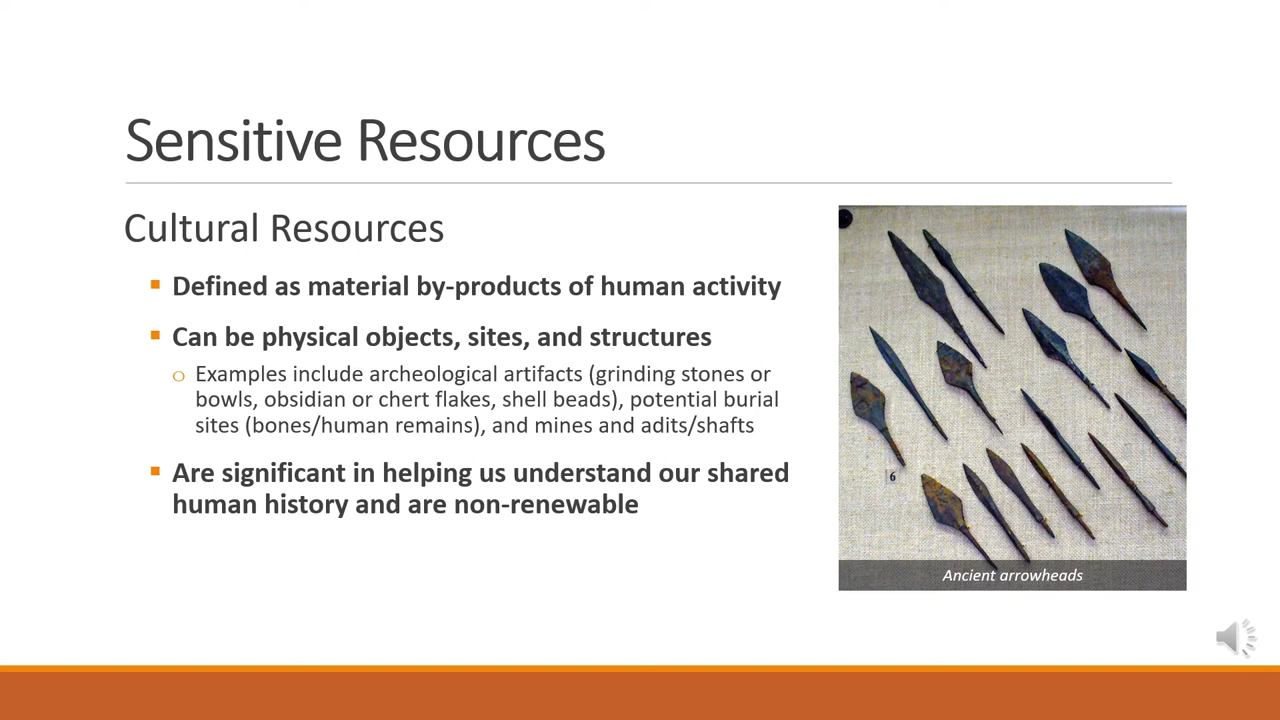 Sensitive Resources
Cultural Resources
Defined as material by-products of human activity
Can be physical objects, sites, and structures
Examples include archeological artifacts (grinding stones or
bowls, obsidian or chert flakes, shell beads), potential burial
sites (bones/human remains), and mines and adits/shafts
Are significant in helping us understand our shared
human history and are non-renewable
6
Ancient arrowheads